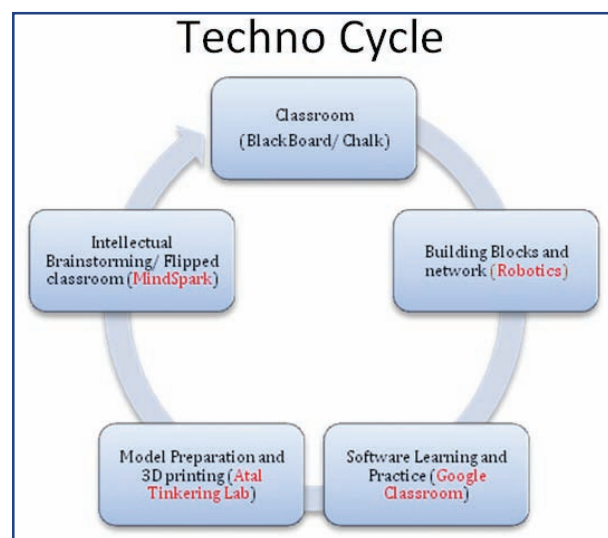 Techno Cycle
Classroom
(BlackBoard/ Chalk)
Building Blocks and
network (Robotics)
Software Learning and
Practice (Google
Classroom)
Model Preparation and
3D printing (Atal
Tinkering Lab)
Intellectual
Brainstorming/ Flipped
classroom (MindSpark)